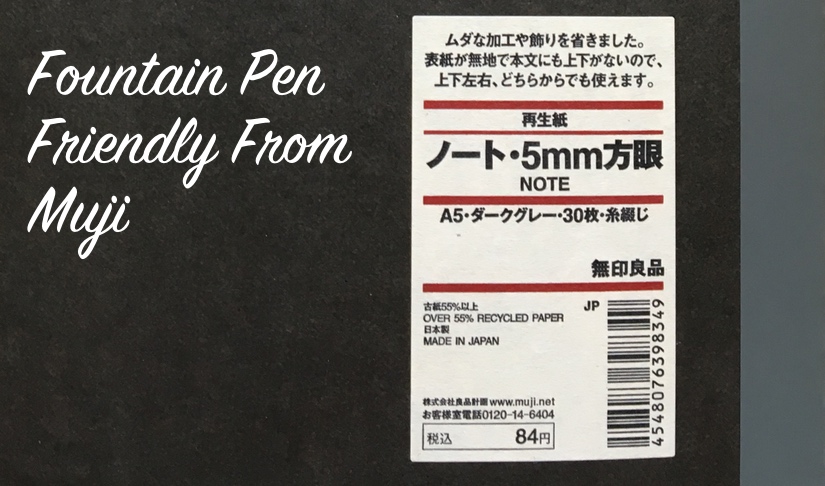 Fountain Pen
Friendly From
Muji
ムダな加工や飾りを省きました。
表紙が無地で本文にも上下がないので、
上下左右、どちらからでも使えます。
再生紙
ノート・5mm方眼
NOTE
A5・ダークグレー・30枚・糸綴じ
無印良品
古紙55%以上
OVER 55% RECYCLED PAPER
日本製
MADE IN JAPAN
JP
株式会社良品計画 www.muji.net
お客様室電話0120-14-6404
税込 84円
4548076398349